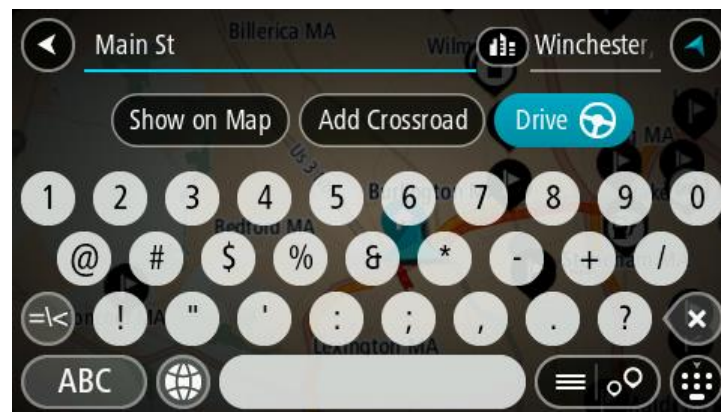 Main St Winchester,
Billerica MA
Show on Map Add Crossroad Drive
1 2 3 4 5 6 7 8 9 0
Bedford MA
@ # $ % & * - + /
=\< ! " ' : ; , . ?
Lexington MA
ABC